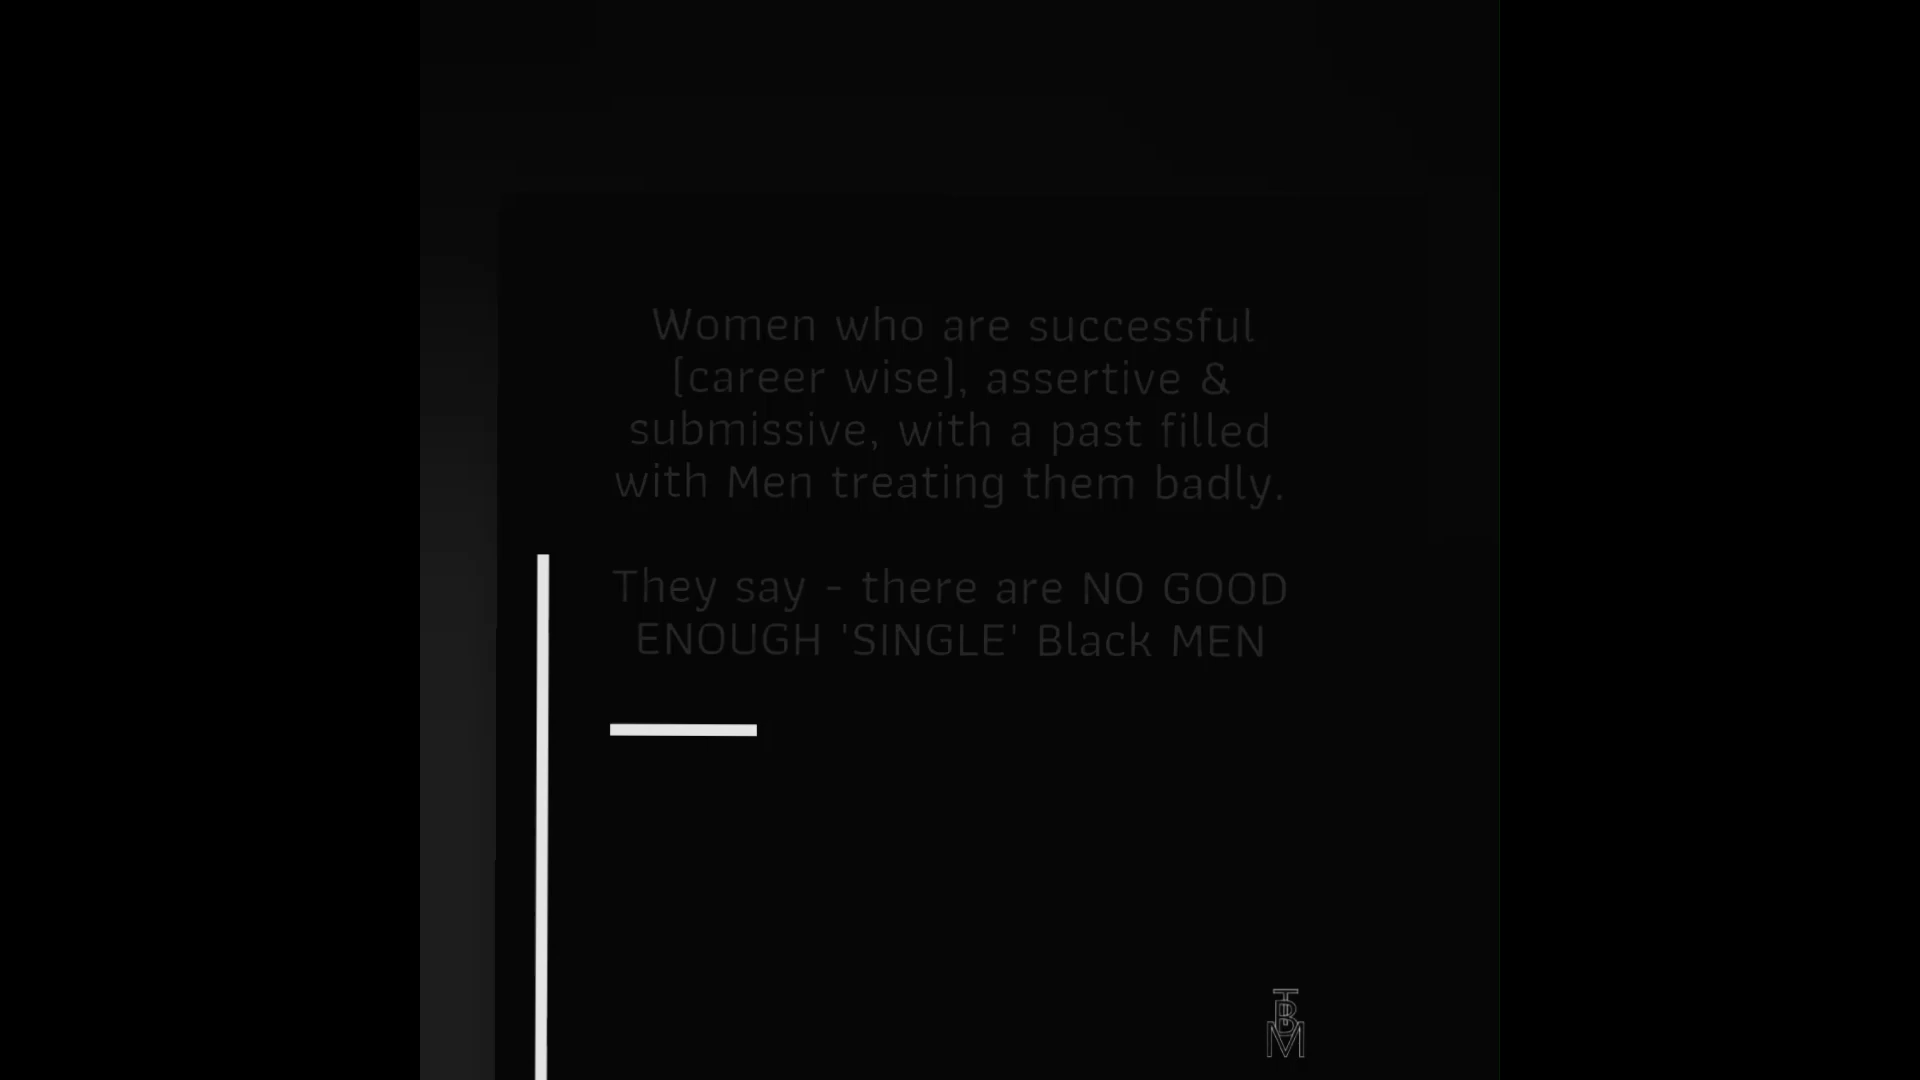 Women who are successful
(career wise), assertive &
submissive, with a past filled
with Men treating them badly.
They say - there are NO GOOD
ENOUGH 'SINGLE' Black MEN
TBM